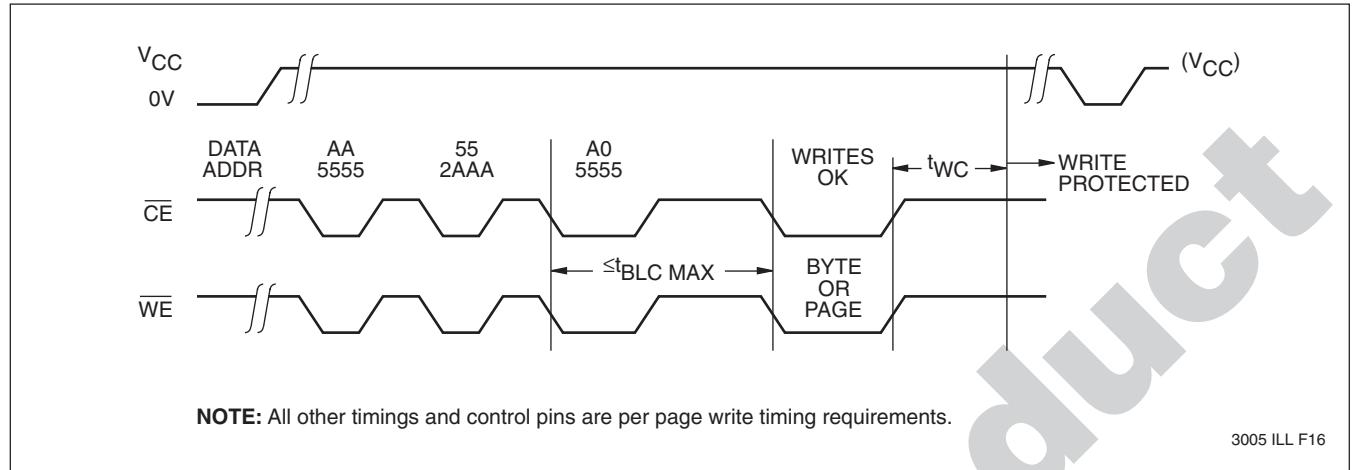 VCC
0V
(VCC)
DATA
ADDR
AA
5555
55
2AAA
A0
5555
WRITES
OK
tWC
WRITE
PROTECTED
CE
≤tBLC MAX
BYTE
OR
PAGE
WE
NOTE: All other timings and control pins are per page write timing requirements.
3005 ILL F16